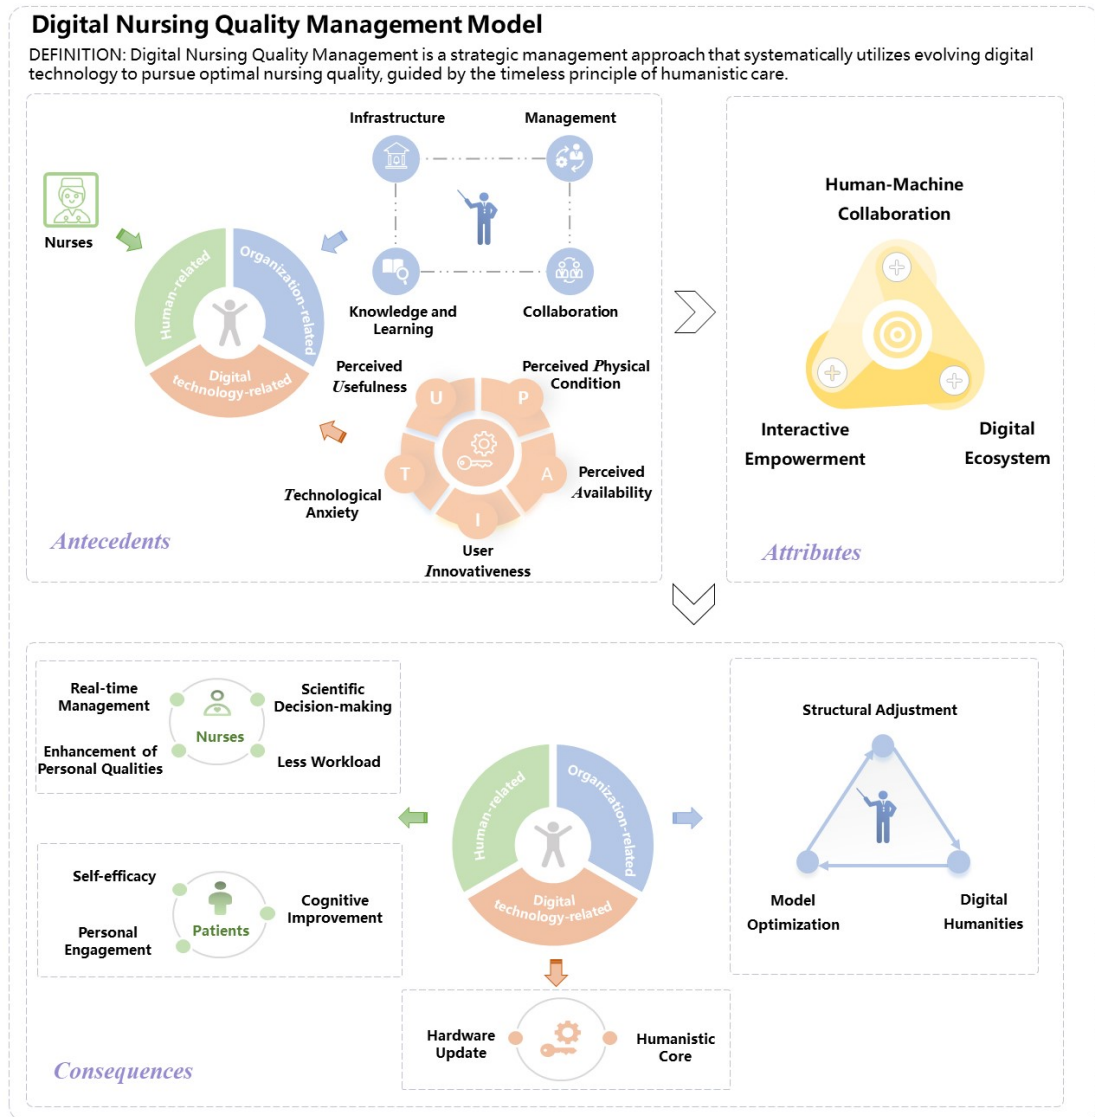 Digital Nursing Quality Management Model
DEFINITION: Digital Nursing Quality Management is a strategic management approach that systematically utilizes evolving digital
technology to pursue optimal nursing quality, guided by the timeless principle of humanistic care.
Infrastructure
Management
Nurses
Human-related
Organization-related
Digital
technology-related
Knowledge and
Learning
Collaboration
Perceived
Usefulness
Perceived Physical
Condition
U
P
T
A
I
Technological
Anxiety
Perceived
Availability
User
Innovativeness
Antecedents
Human-Machine
Collaboration
Interactive
Empowerment
Digital
Ecosystem
Attributes
Real-time
Management
Scientific
Decision-making
Nurses
Enhancement of
Personal Qualities
Less Workload
Self-efficacy
Cognitive
Improvement
Patients
Personal
Engagement
Human-related
Organization-related
Digital
technology-related
Structural Adjustment
Model
Optimization
Digital
Humanities
Hardware
Update
Humanistic
Core
Consequences